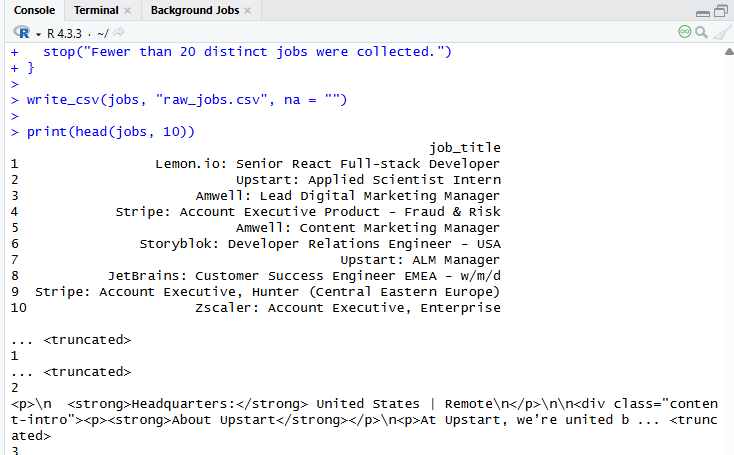 Console Terminal × Background Jobs ×
R 4.3.3 · ~/
+   stop("Fewer than 20 distinct jobs were collected.")
+ }
>
> write_csv(jobs, "raw_jobs.csv", na = "")
>
> print(head(jobs, 10))
job_title
1 Lemon.io: Senior React Full-stack Developer
2 Upstart: Applied Scientist Intern
3 Amwell: Lead Digital Marketing Manager
4 Stripe: Account Executive Product - Fraud & Risk
5 Amwell: Content Marketing Manager
6 Storyblok: Developer Relations Engineer - USA
7 Upstart: ALM Manager
8 JetBrains: Customer Success Engineer EMEA - w/m/d
9 Stripe: Account Executive, Hunter (Central Eastern Europe)
10 Zscaler: Account Executive, Enterprise
... <truncated>
1
... <truncated>
2
<p>\n  <strong>Headquarters:</strong> United States | Remote\n</p>\n\n<div class="conten
t-intro"><p><strong>About Upstart</strong></p>\n<p>At Upstart, we’re united b ... <trunc
ated>
3